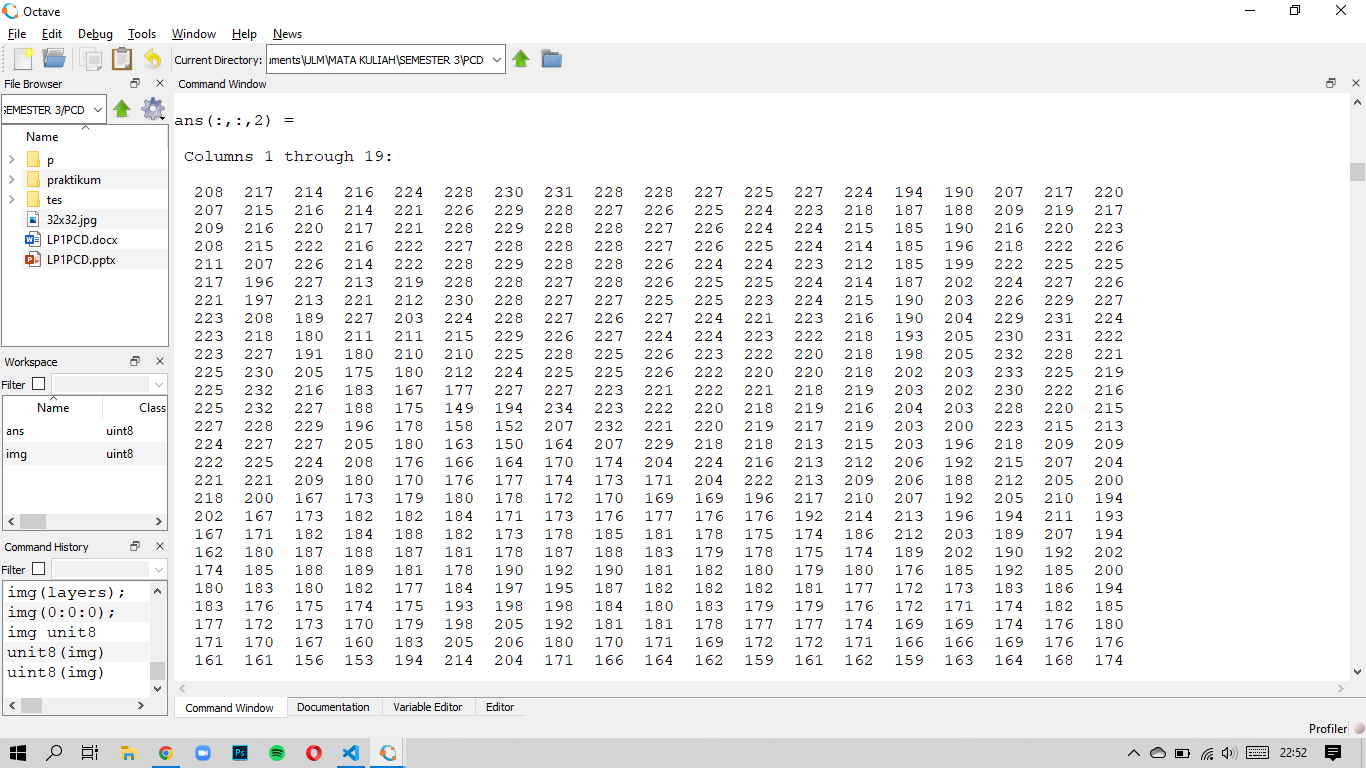 Octave
File Edit Debug Tools Window Help News
Current Directory: ıments\ULM\MATA KULIAH\SEMESTER 3\PCD
File Browser
SEMESTER 3/PCD
Name
p
praktikum
tes
32x32.jpg
LP1PCD.docx
LP1PCD.pptx
Workspace
Filter
Name Class
ans uint8
img uint8
Command History
Filter
img(layers);
img(0:0:0);
img unit8
unit8(img)
uint8(img)
Command Window
ans(:,:,2) =
Columns 1 through 19:
208 217 214 216 224 228 230 231 228 228 227 225 227 224 194 190 207 217 220
207 215 216 214 221 226 229 228 227 226 225 224 223 218 187 188 209 219 217
209 216 220 217 221 228 229 228 228 227 226 224 224 215 185 190 216 220 223
208 215 222 216 222 227 228 228 228 227 226 225 224 214 185 196 218 222 226
211 207 226 214 222 228 229 228 228 226 224 224 223 212 185 199 222 225 225
217 196 227 213 219 228 228 227 228 226 225 225 224 214 187 202 224 227 226
221 197 213 221 212 230 228 227 227 225 225 223 224 215 190 203 226 229 227
223 208 189 227 203 224 228 227 226 227 224 221 223 216 190 204 229 231 224
223 218 180 211 211 215 229 226 227 224 224 223 222 218 193 205 230 231 222
223 227 191 180 210 210 225 228 225 226 223 222 220 218 198 205 232 228 221
225 230 205 175 180 212 224 225 225 226 222 220 220 218 202 203 233 225 219
225 232 216 183 167 177 227 227 223 221 222 221 218 219 203 202 230 222 216
225 232 227 188 175 149 194 234 223 222 220 218 219 216 204 203 228 220 215
227 228 229 196 178 158 152 207 232 221 220 219 217 219 203 200 223 215 213
224 227 227 205 180 163 150 164 207 229 218 218 213 215 203 196 218 209 209
222 225 224 208 176 166 164 170 174 204 224 216 213 212 206 192 215 207 204
221 221 209 180 170 176 177 174 173 171 204 222 213 209 206 188 212 205 200
218 200 167 173 179 180 178 172 170 169 169 196 217 210 207 192 205 210 194
202 167 173 182 182 184 171 173 176 177 176 176 192 214 213 196 194 211 193
167 171 182 184 188 182 173 178 185 181 178 175 174 186 212 203 189 207 194
162 180 187 188 187 181 178 187 188 183 179 178 175 174 189 202 190 192 202
174 185 188 189 181 178 190 192 190 181 182 180 179 180 176 185 192 185 200
180 183 180 182 177 184 197 195 187 182 182 182 181 177 172 173 183 186 194
183 176 175 174 175 193 198 198 184 180 183 179 179 176 172 171 174 182 185
177 172 173 170 179 198 205 192 181 181 178 177 177 174 169 169 174 176 180
171 170 167 160 183 205 206 180 170 171 169 172 172 171 166 166 169 176 176
161 161 156 153 194 214 204 171 166 164 162 159 161 162 159 163 164 168 174
Command Window Documentation Variable Editor Editor
Profiler
22:52